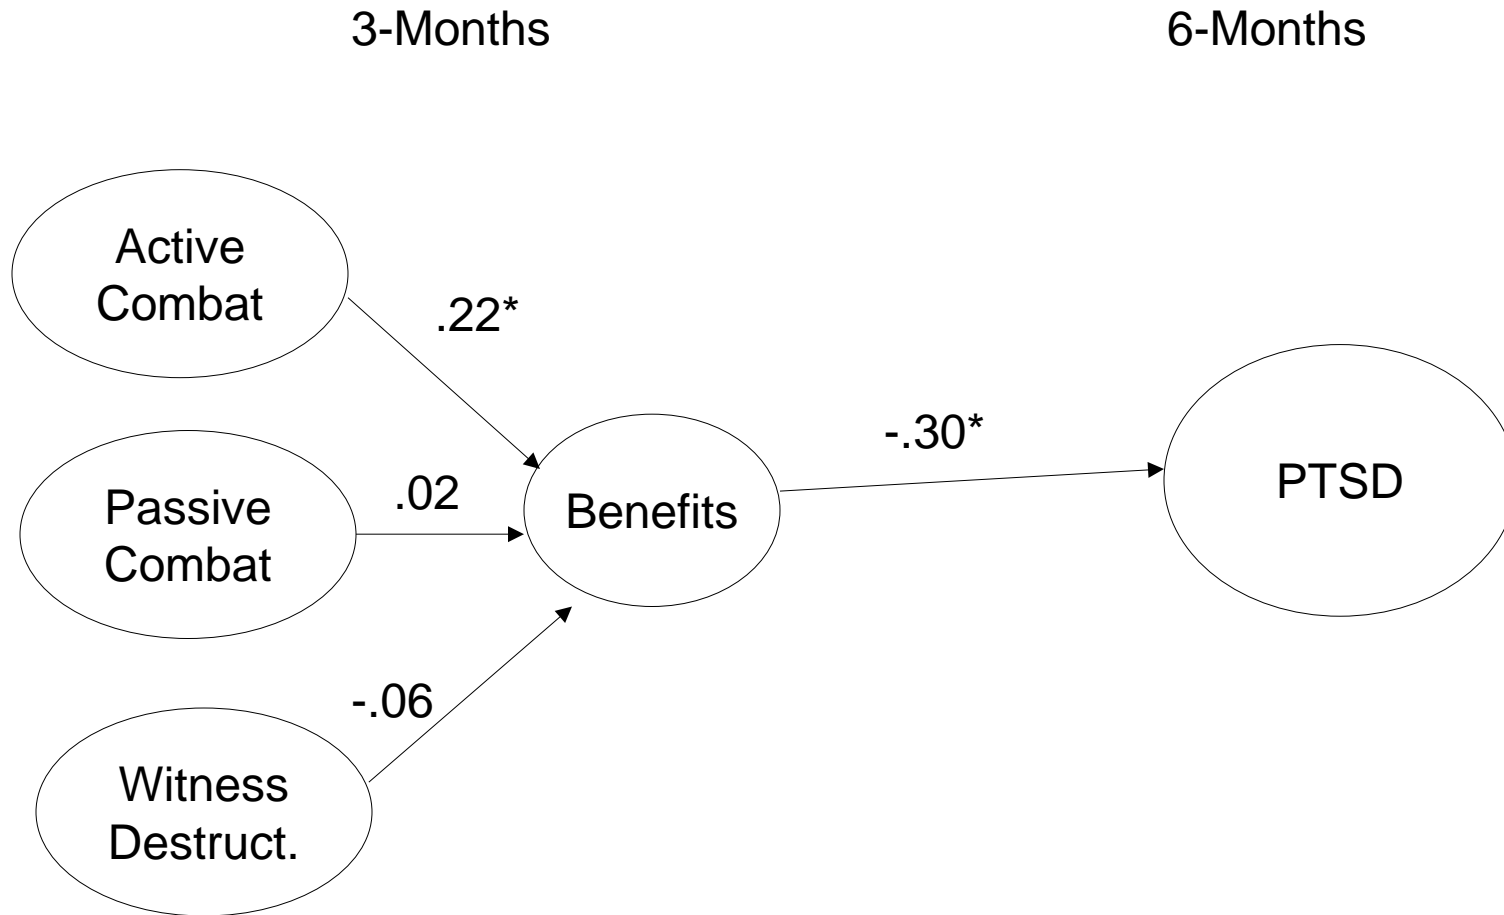 3-Months
6-Months
Active
Combat
.22*
Passive
Combat
.02
Benefits
-.30*
PTSD
-.06
Witness
Destruct.